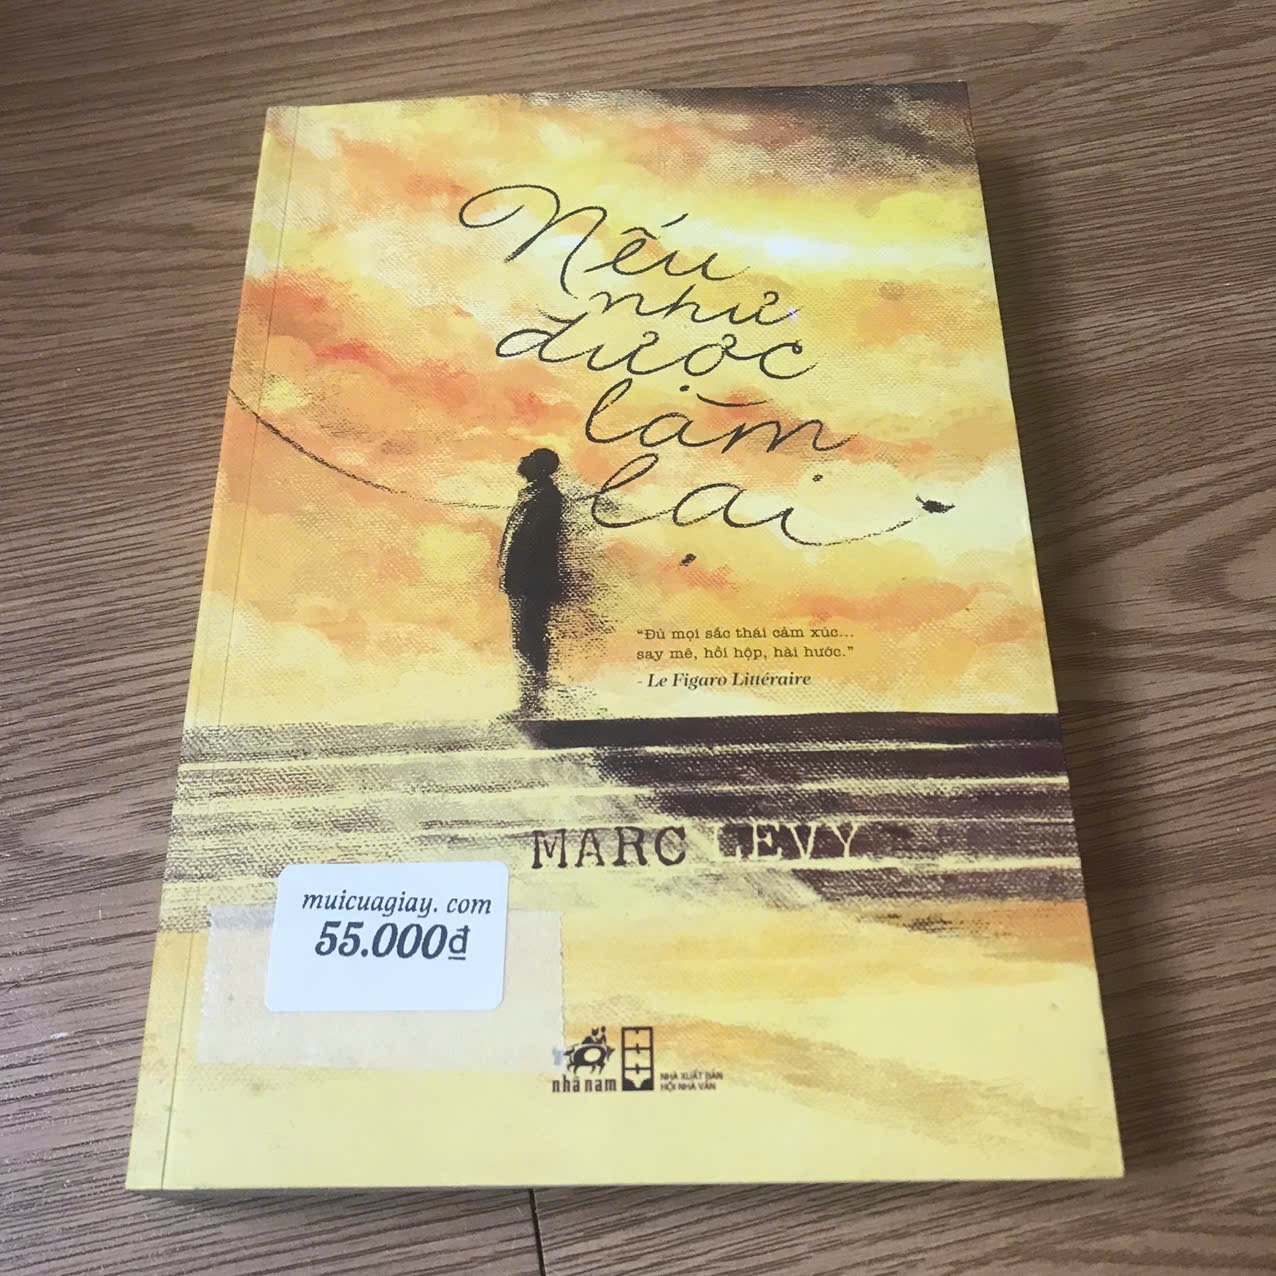 Nếu
như
được
làm
lại
“Đủ mọi sắc thái cảm xúc...
say mê, hồi hộp, hài hước.”
- Le Figaro Littéraire
MARC LEVY
muicuagiay. com
55.000₫
nhã nam
NHÀ XUẤT BẢN
HỘI NHÀ VĂN